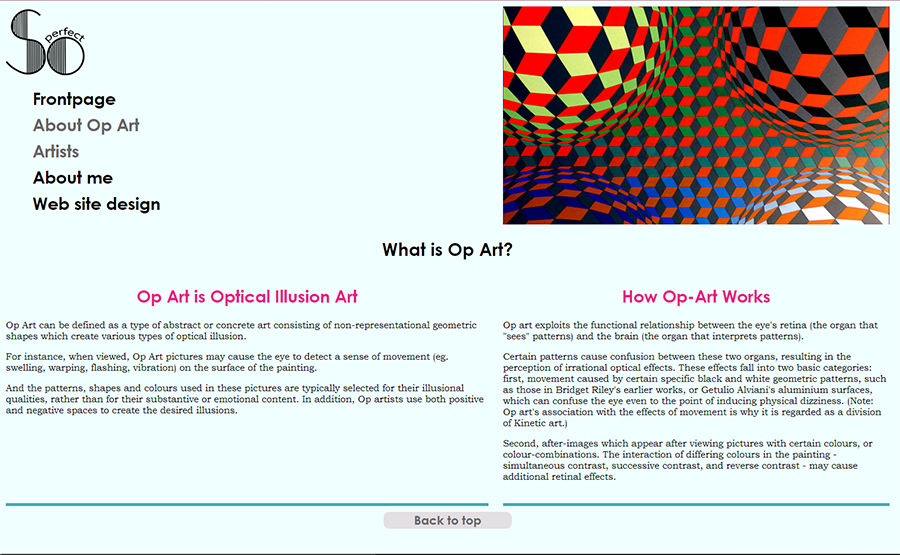 So perfect
Frontpage
About Op Art
Artists
About me
Web site design
What is Op Art?
Op Art is Optical Illusion Art
Op Art can be defined as a type of abstract or concrete art consisting of non-representational geometric
shapes which create various types of optical illusion.
For instance, when viewed, Op Art pictures may cause the eye to detect a sense of movement (eg.
swelling, warping, flashing, vibration) on the surface of the painting.
And the patterns, shapes and colours used in these pictures are typically selected for their illusional
qualities, rather than for their substantive or emotional content. In addition, Op artists use both positive
and negative spaces to create the desired illusions.
How Op-Art Works
Op art exploits the functional relationship between the eye's retina (the organ that
"sees" patterns) and the brain (the organ that interprets patterns).
Certain patterns cause confusion between these two organs, resulting in the
perception of irrational optical effects. These effects fall into two basic categories:
first, movement caused by certain specific black and white geometric patterns, such
as those in Bridget Riley's earlier works, or Getulio Alviani's aluminium surfaces,
which can confuse the eye even to the point of inducing physical dizziness. (Note:
Op art's association with the effects of movement is why it is regarded as a division
of Kinetic art.)
Second, after-images which appear after viewing pictures with certain colours, or
colour-combinations. The interaction of differing colours in the painting -
simultaneous contrast, successive contrast, and reverse contrast - may cause
additional retinal effects.
Back to top